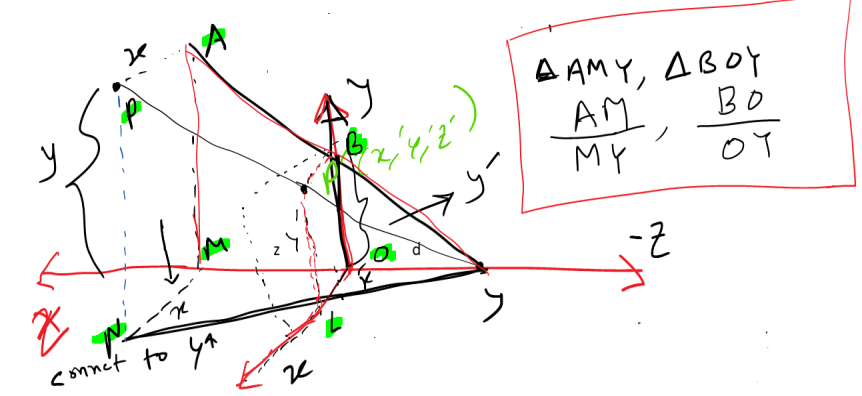 x
A
P
y
y
B
P'(x,'y,'z')
y'
M
z
y
O
d
-z
x
y
z
x
N
L
connect to y
x
ΔAMY, ΔBOY
AM , BO
MY OY